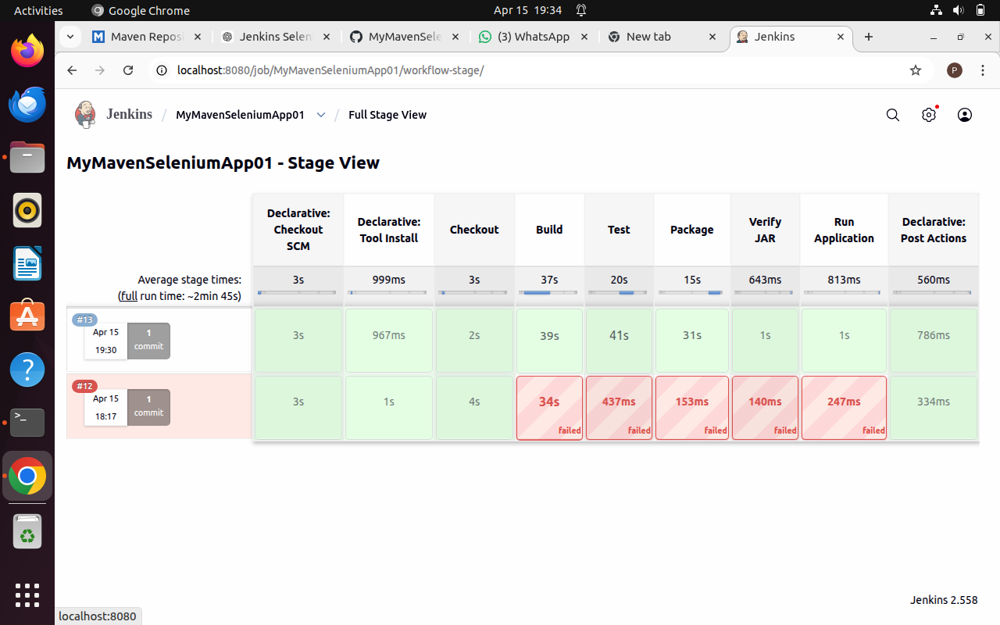 Activities
Google Chrome
Apr 15 19:34
Maven Reposi
Jenkins Selen
MyMavenSele
(3) WhatsApp
New tab
Jenkins
localhost:8080/job/MyMavenSeleniumApp01/workflow-stage/
P
Jenkins / MyMavenSeleniumApp01 / Full Stage View
MyMavenSeleniumApp01 - Stage View
Declarative:
Checkout
SCM
Declarative:
Tool Install
Checkout
Build
Test
Package
Verify
JAR
Run
Application
Declarative:
Post Actions
Average stage times:
(full run time: ~2min 45s)
3s 999ms 3s 37s 20s 15s 643ms 813ms 560ms
#13
Apr 15
19:30
1
commit
3s 967ms 2s 39s 41s 31s 1s 1s 786ms
#12
Apr 15
18:17
1
commit
3s 1s 4s 34s 437ms 153ms 140ms 247ms 334ms
failed failed failed failed failed
Jenkins 2.558
localhost:8080